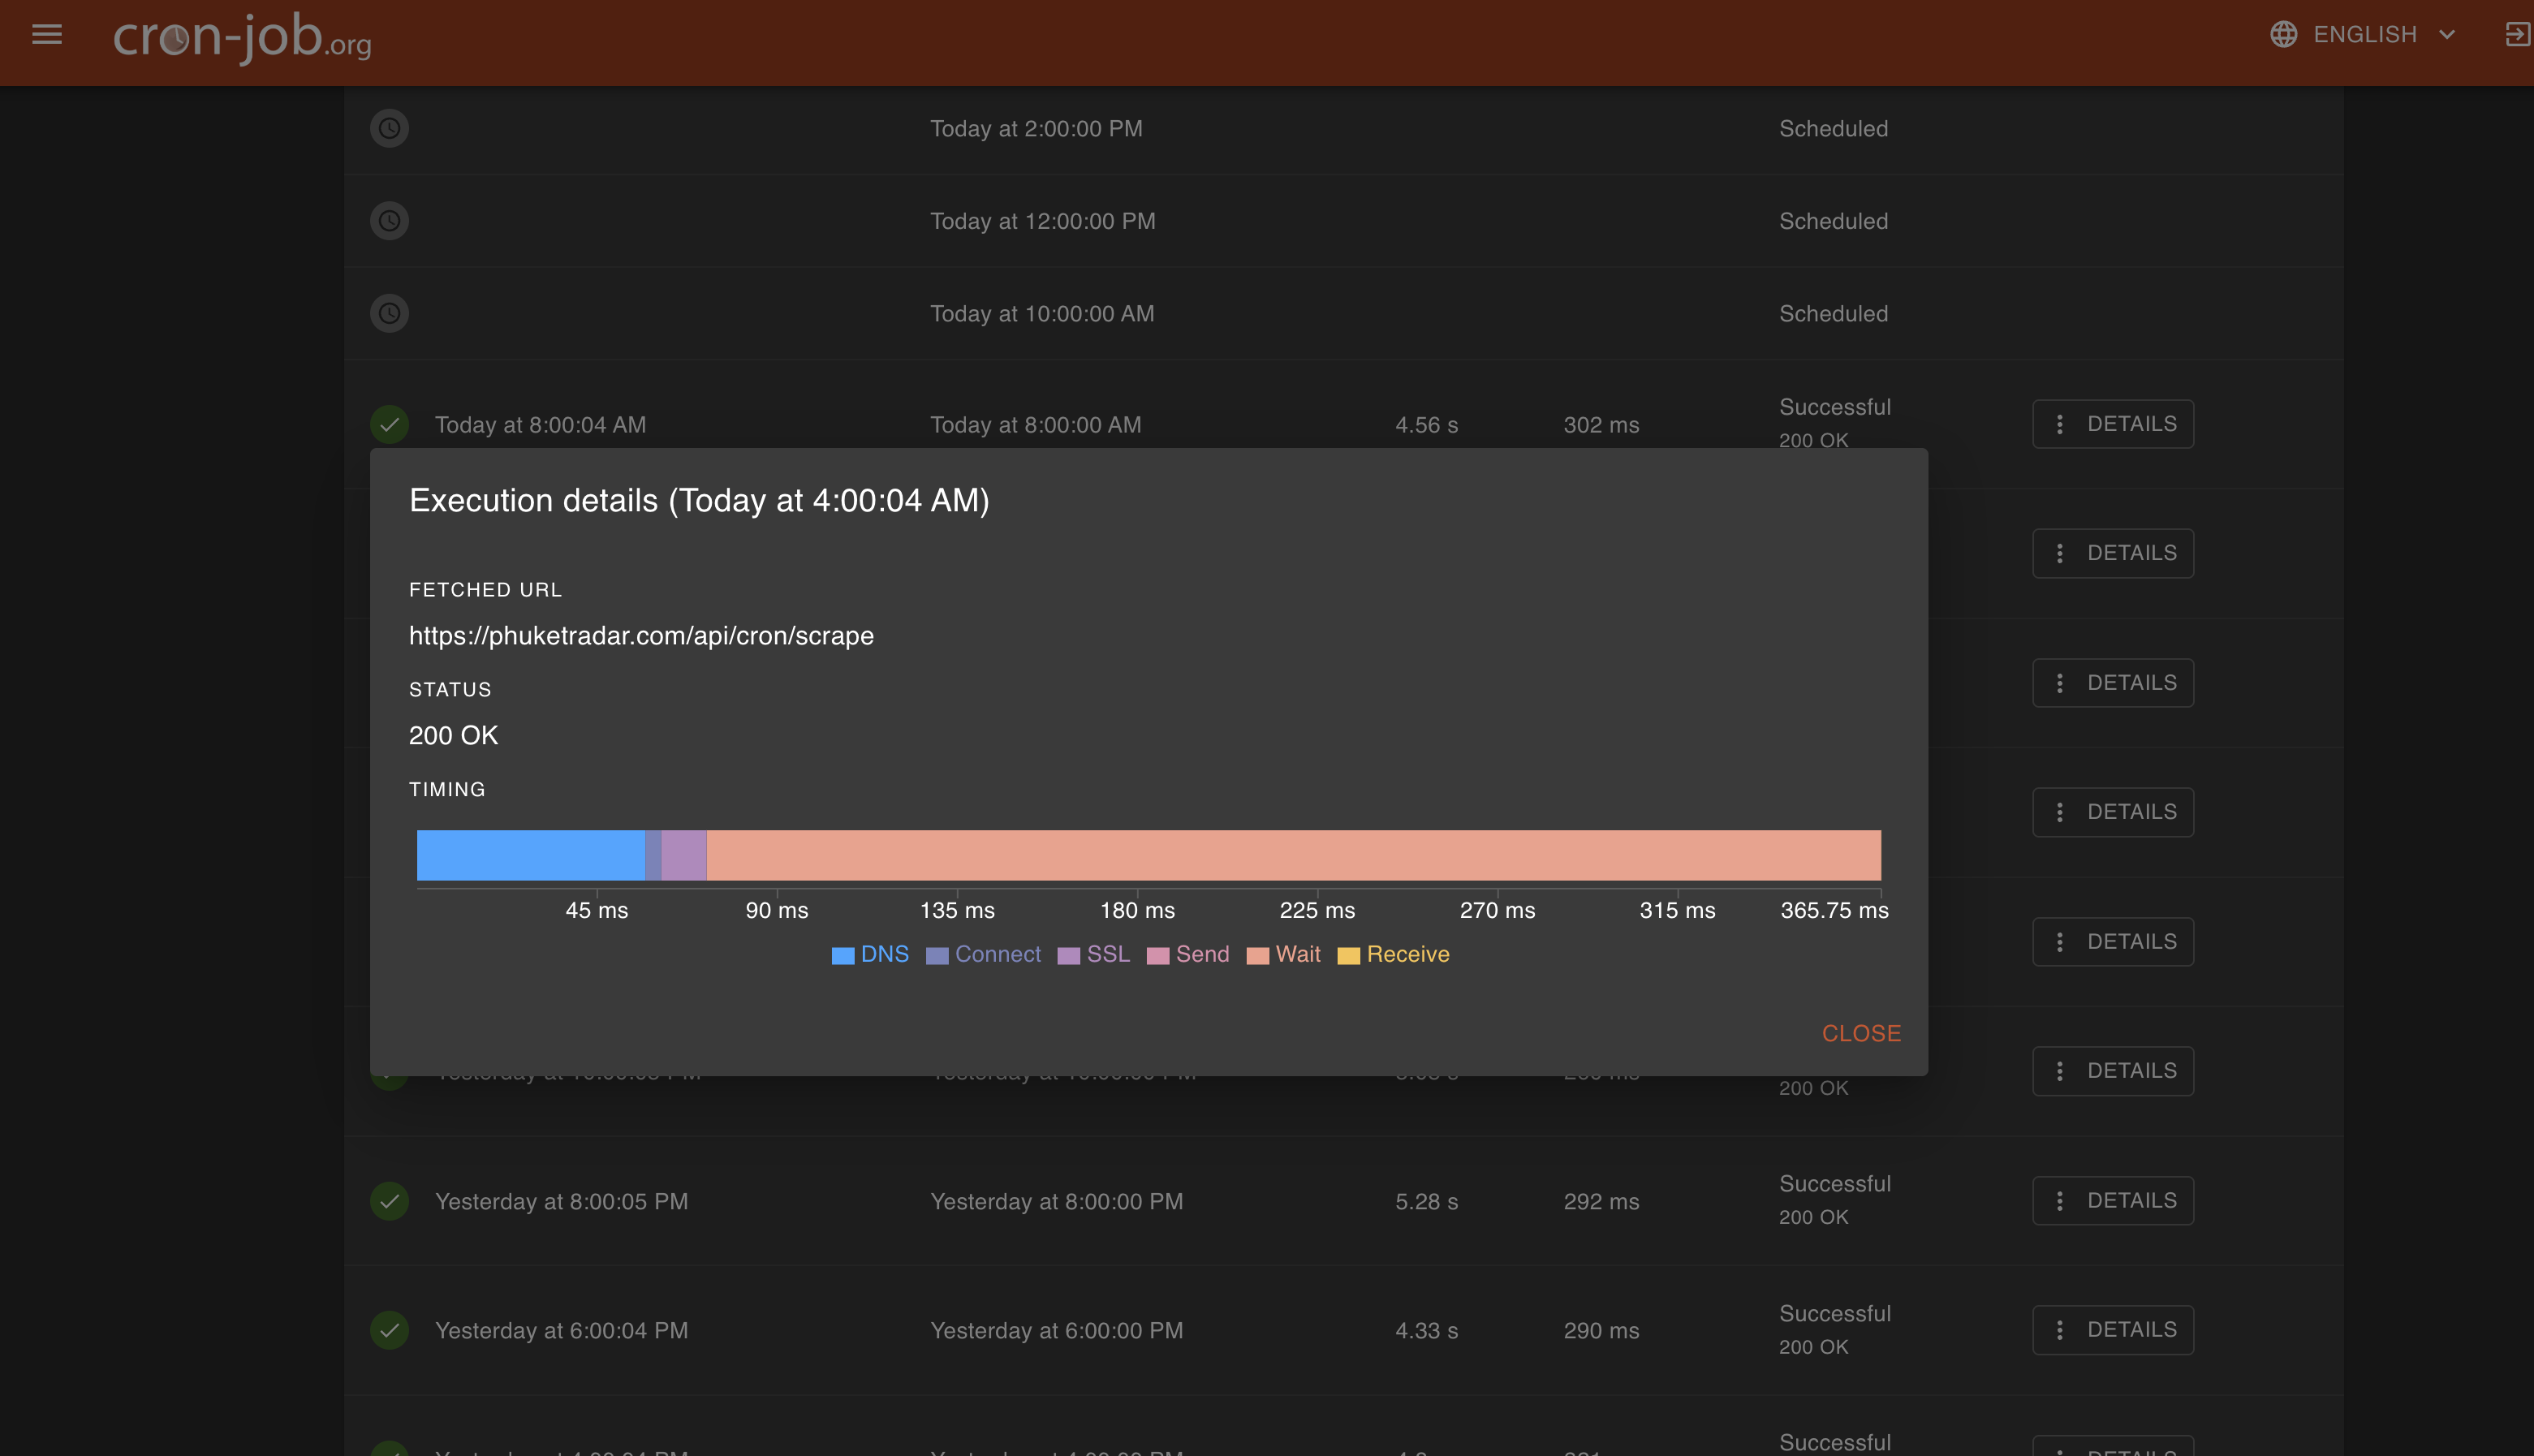 cron-job.org
ENGLISH
Today at 2:00:00 PM Scheduled
Today at 12:00:00 PM Scheduled
Today at 10:00:00 AM Scheduled
Today at 8:00:04 AM Today at 8:00:00 AM 4.56 s 302 ms Successful
200 OK
DETAILS
Execution details (Today at 4:00:04 AM)
DETAILS
FETCHED URL
https://phuketradar.com/api/cron/scrape
STATUS
DETAILS
200 OK
TIMING
DETAILS
45 ms 90 ms 135 ms 180 ms 225 ms 270 ms 315 ms 365.75 ms
DNS Connect SSL Send Wait Receive
DETAILS
CLOSE
200 OK
DETAILS
Yesterday at 8:00:05 PM Yesterday at 8:00:00 PM 5.28 s 292 ms Successful
200 OK
DETAILS
Yesterday at 6:00:04 PM Yesterday at 6:00:00 PM 4.33 s 290 ms Successful
200 OK
DETAILS
Successful